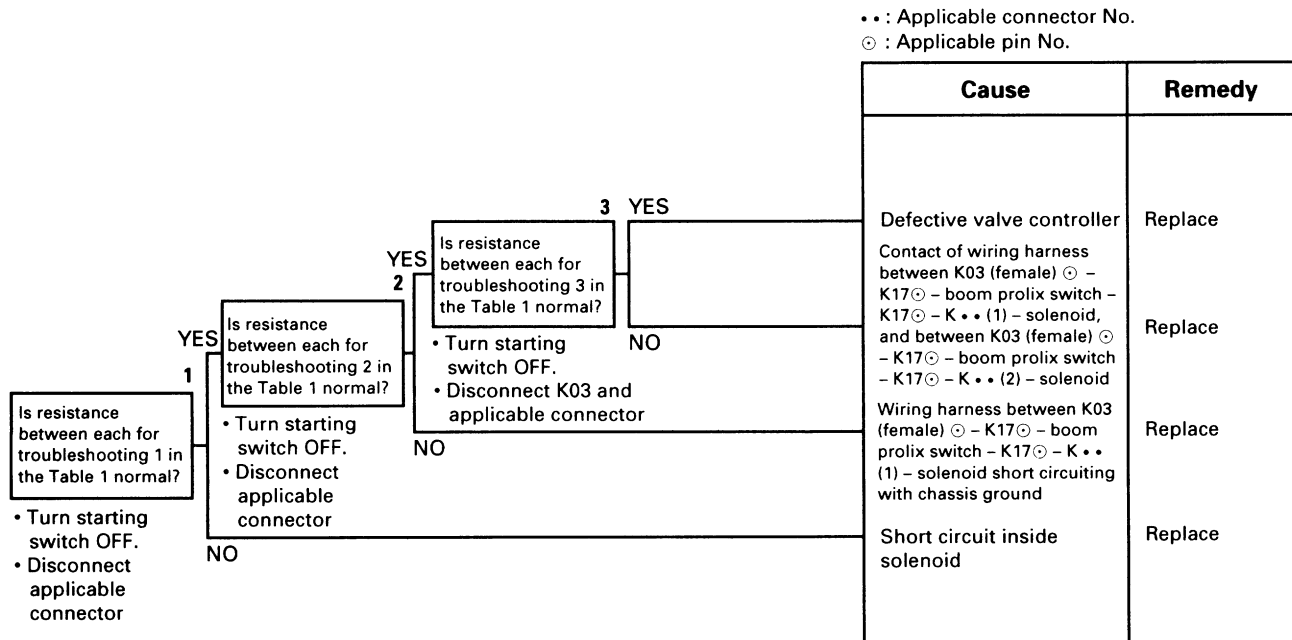 • • : Applicable connector No.
⊙ : Applicable pin No.
Cause
Remedy
3 YES
Defective valve controller
Replace
Is resistance
between each for
troubleshooting 3 in
the Table 1 normal?
YES
2
Contact of wiring harness
between K03 (female) ⊙ –
K17⊙ – boom prolix switch –
K17⊙ – K • • (1) – solenoid,
and between K03 (female) ⊙
– K17⊙ – boom prolix switch
– K17⊙ – K • • (2) – solenoid
Replace
NO
• Turn starting
switch OFF.
• Disconnect K03 and
applicable connector
YES
1
Is resistance
between each for
troubleshooting 2 in
the Table 1 normal?
Wiring harness between K03
(female) ⊙ – K17⊙ – boom
prolix switch – K17⊙ – K • •
(1) – solenoid short circuiting
with chassis ground
Replace
NO
• Turn starting
switch OFF.
• Disconnect
applicable
connector
Is resistance
between each for
troubleshooting 1 in
the Table 1 normal?
Short circuit inside
solenoid
Replace
NO
• Turn starting
switch OFF.
• Disconnect
applicable
connector